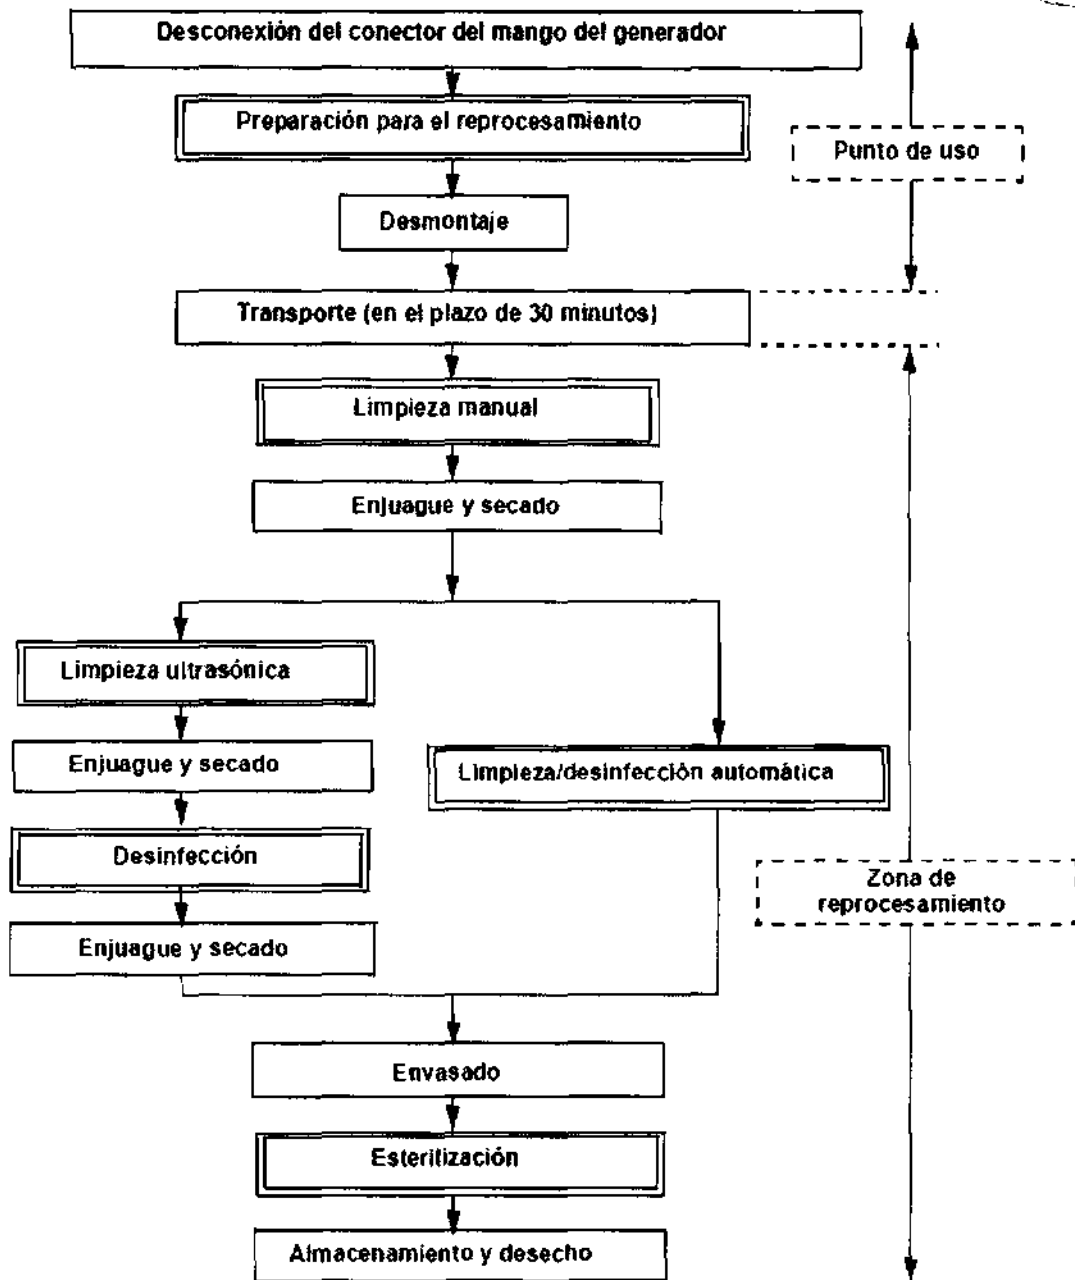 Desconexión del conector del mango del generador
Preparación para el reprocesamiento
Punto de uso
Desmontaje
Transporte (en el plazo de 30 minutos)
Limpieza manual
Enjuague y secado
Limpieza ultrasónica
Enjuague y secado
Limpieza/desinfección automática
Desinfección
Zona de
reprocesamiento
Enjuague y secado
Envasado
Esteritización
Almacenamiento y desecho